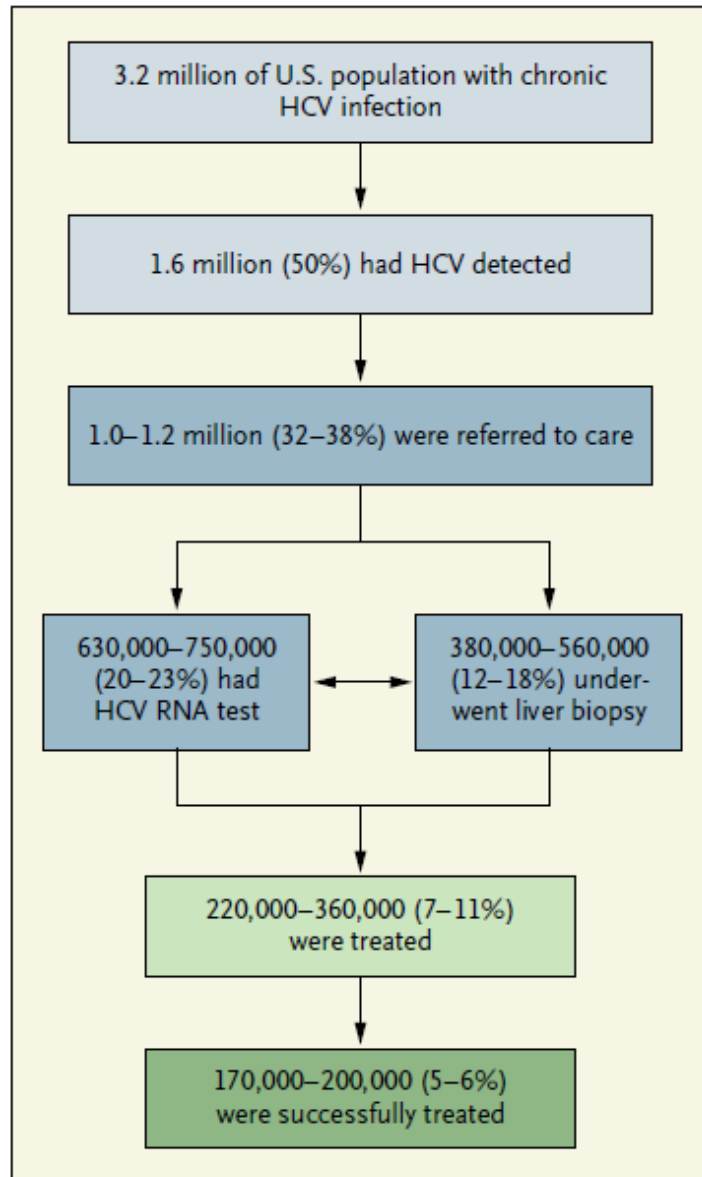 3.2 million of U.S. population with chronic
HCV infection
1.6 million (50%) had HCV detected
1.0–1.2 million (32–38%) were referred to care
630,000–750,000
(20–23%) had
HCV RNA test
380,000–560,000
(12–18%) under-
went liver biopsy
220,000–360,000 (7–11%)
were treated
170,000–200,000 (5–6%)
were successfully treated